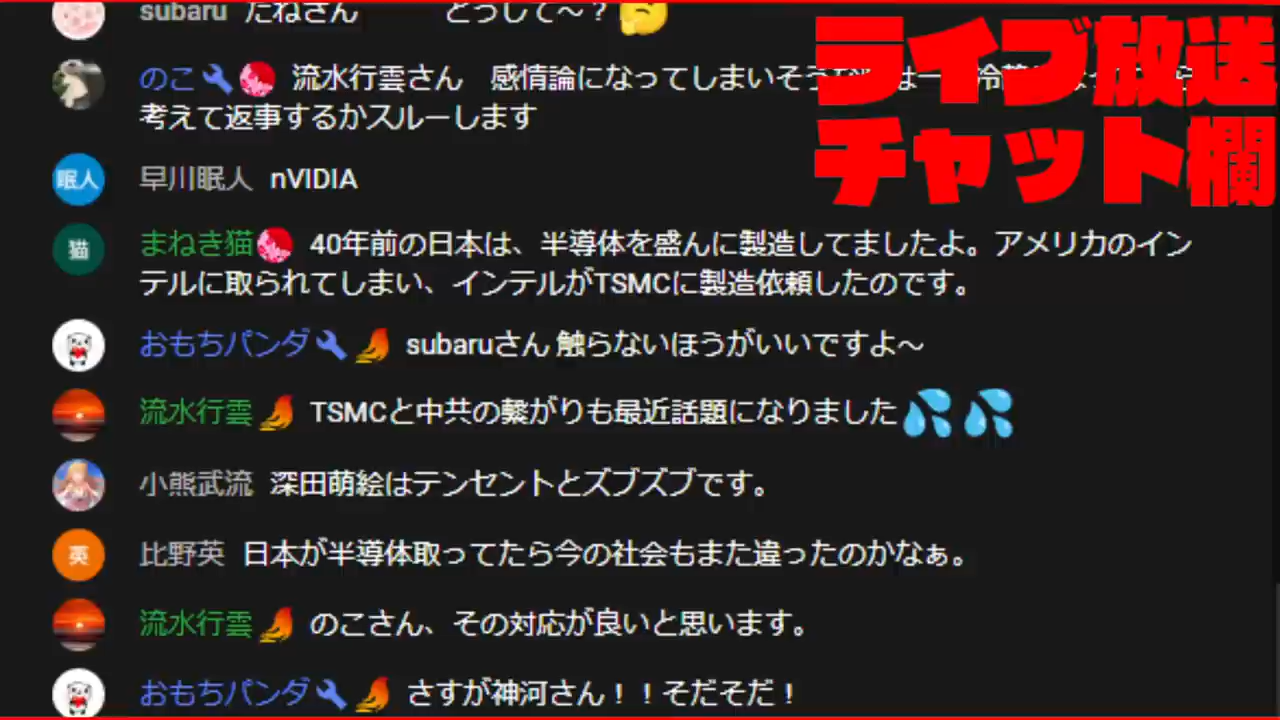 subaru たねさん どうして～？
のこ 流水行雲さん 感情論になってしまいそう
考えて返事するかスルーします
ライブ放送
チャット欄
眠人 早川眠人 nVIDIA
猫 まねき猫 40年前の日本は、半導体を盛んに製造してましたよ。アメリカのイン
テルに取られてしまい、インテルがTSMCに製造依頼したのです。
おもちパンダ subaruさん 触らないほうがいいですよ～
流水行雲 TSMCと中共の繫がりも最近話題になりました
小熊武流 深田萌絵はテンセントとズブズブです。
英 比野英 日本が半導体取ってたら今の社会もまた違ったのかなぁ。
流水行雲 のこさん、その対応が良いと思います。
おもちパンダ さすが神河さん！！そだそだ！